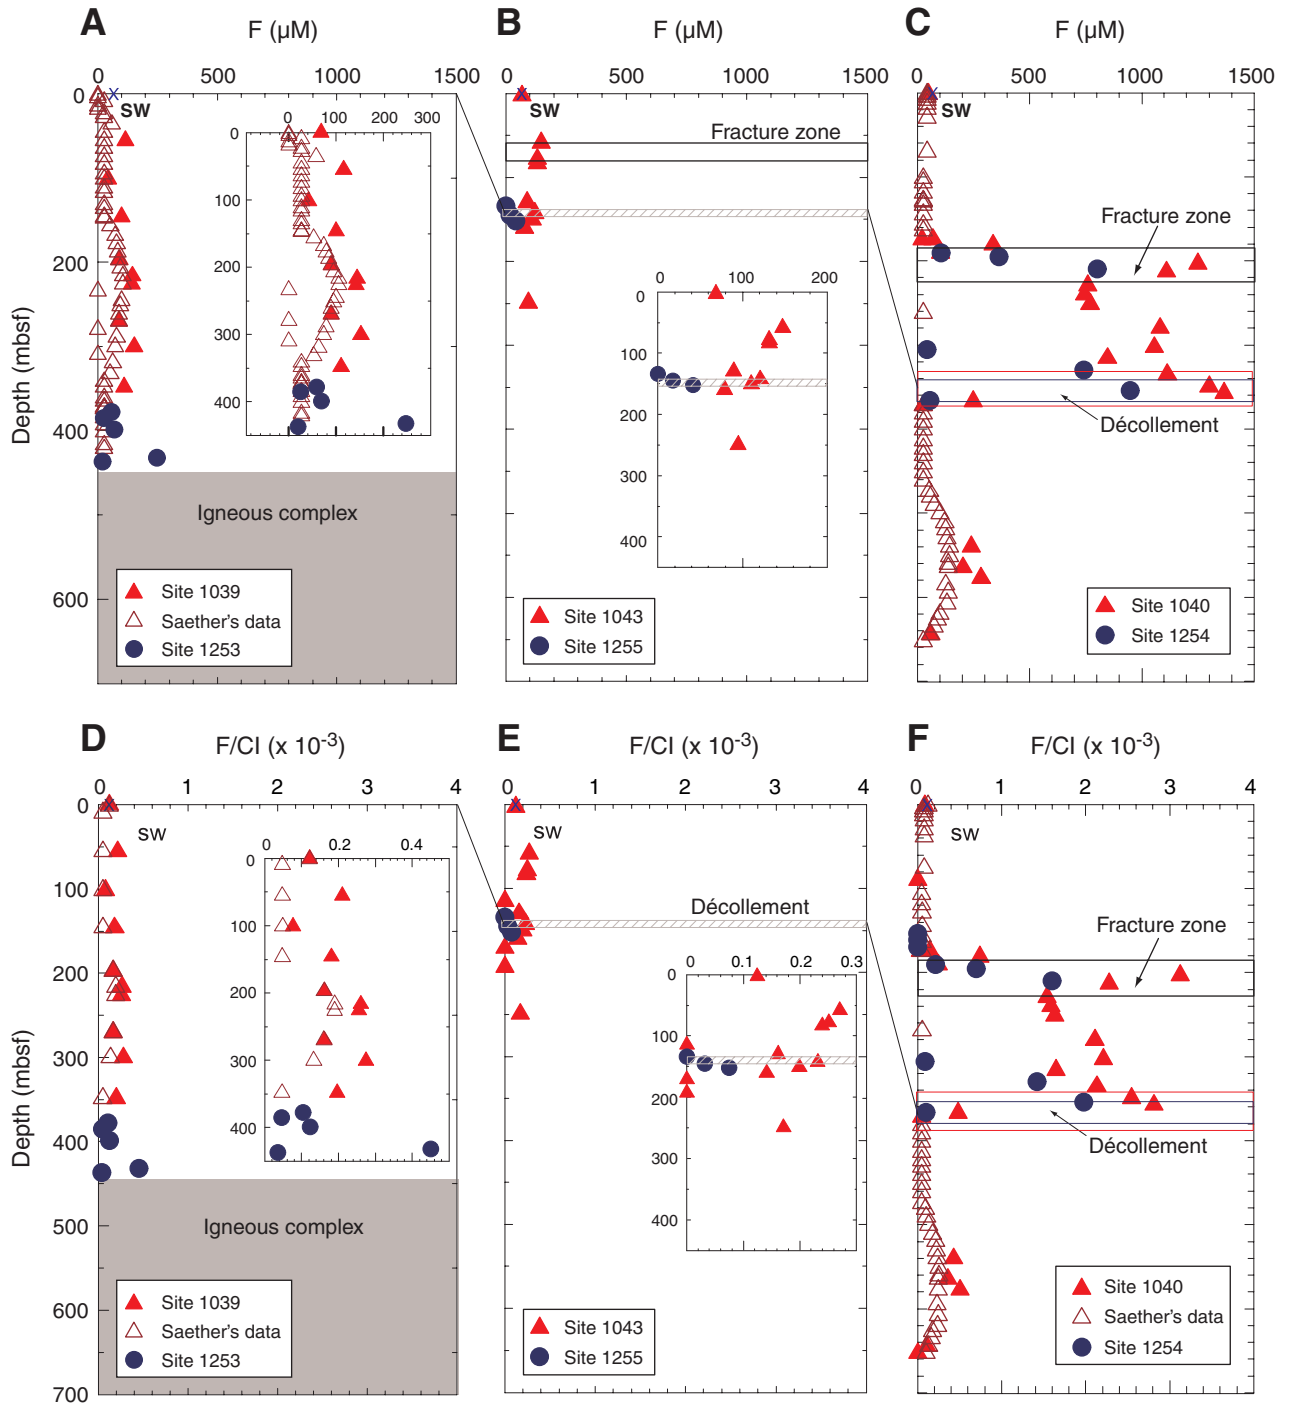 A
F (µM)
0 500 1000 1500
SW
0
200
400
600
Depth (mbsf)
0 100 200 300
0
100
200
300
400
Igneous complex
Site 1039
Saether's data
Site 1253
B
F (µM)
0 500 1000 1500
SW
Fracture zone
0 100 200
0
100
200
300
400
Site 1043
Site 1255
C
F (µM)
0 500 1000 1500
SW
Fracture zone
Décollement
Site 1040
Site 1254
D
F/Cl (x 10-3)
0 1 2 3 4
SW
0
100
200
300
400
500
600
700
Depth (mbsf)
0 0.2 0.4
0
100
200
300
400
Igneous complex
Site 1039
Saether's data
Site 1253
E
F/Cl (x 10-3)
0 1 2 3 4
SW
Décollement
0 0.1 0.2 0.3
0
100
200
300
400
Site 1043
Site 1255
F
F/Cl (x 10-3)
0 1 2 3 4
SW
Fracture zone
Décollement
Site 1040
Saether's data
Site 1254